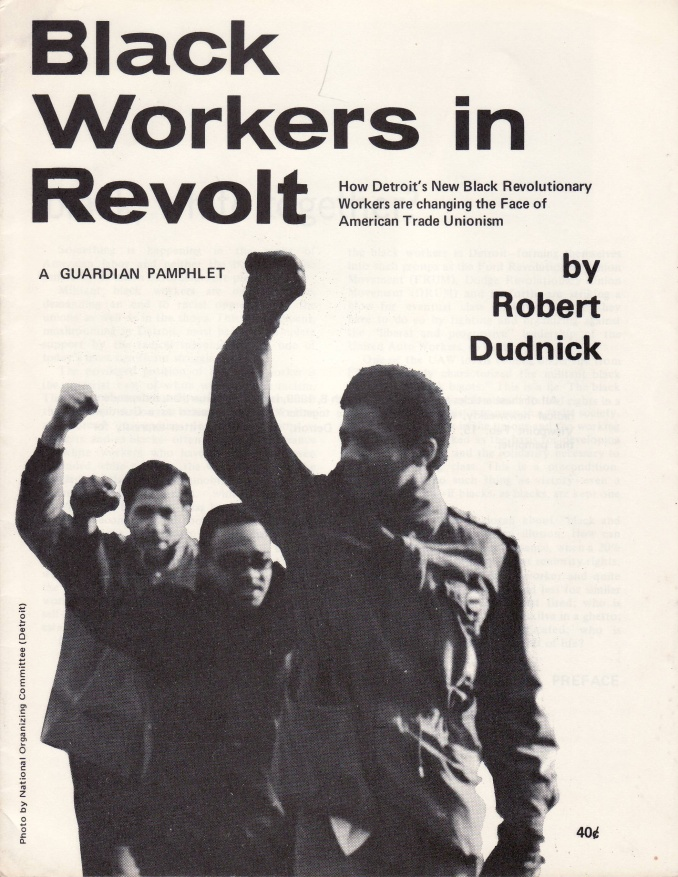 Black
Workers in
Revolt
How Detroit's New Black Revolutionary
Workers are changing the Face of
American Trade Unionism
A GUARDIAN PAMPHLET
by
Robert
Dudnick
Photo by National Organizing Committee (Detroit)
PREFACE
40¢